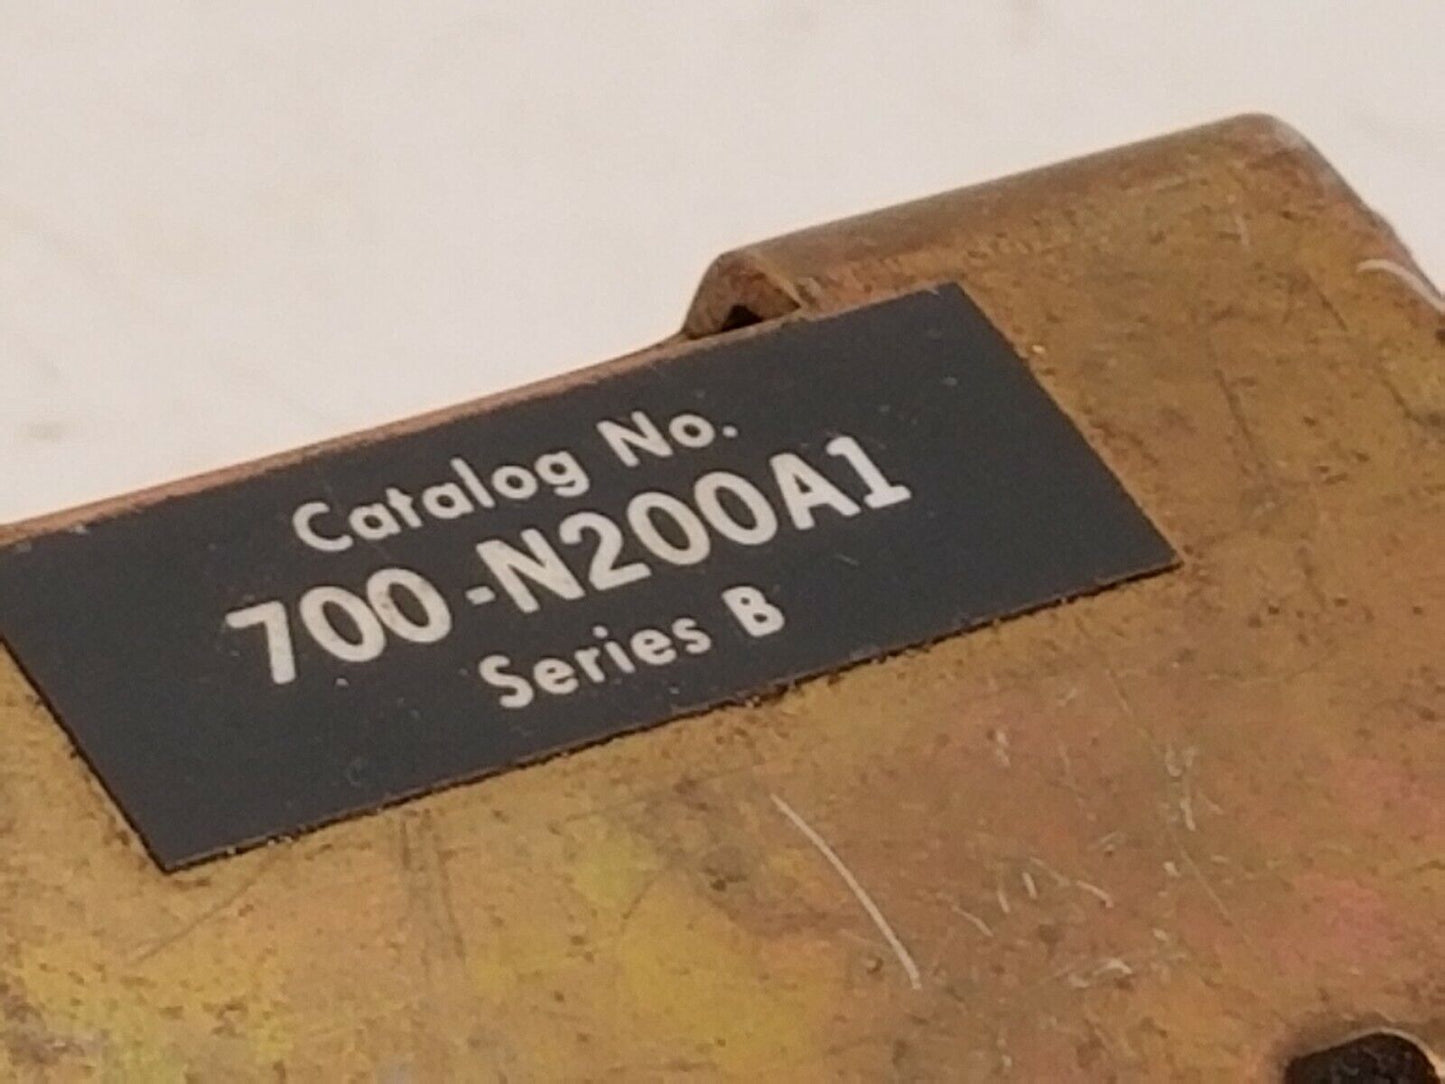 Catalog No.
700-N200A1
Series B